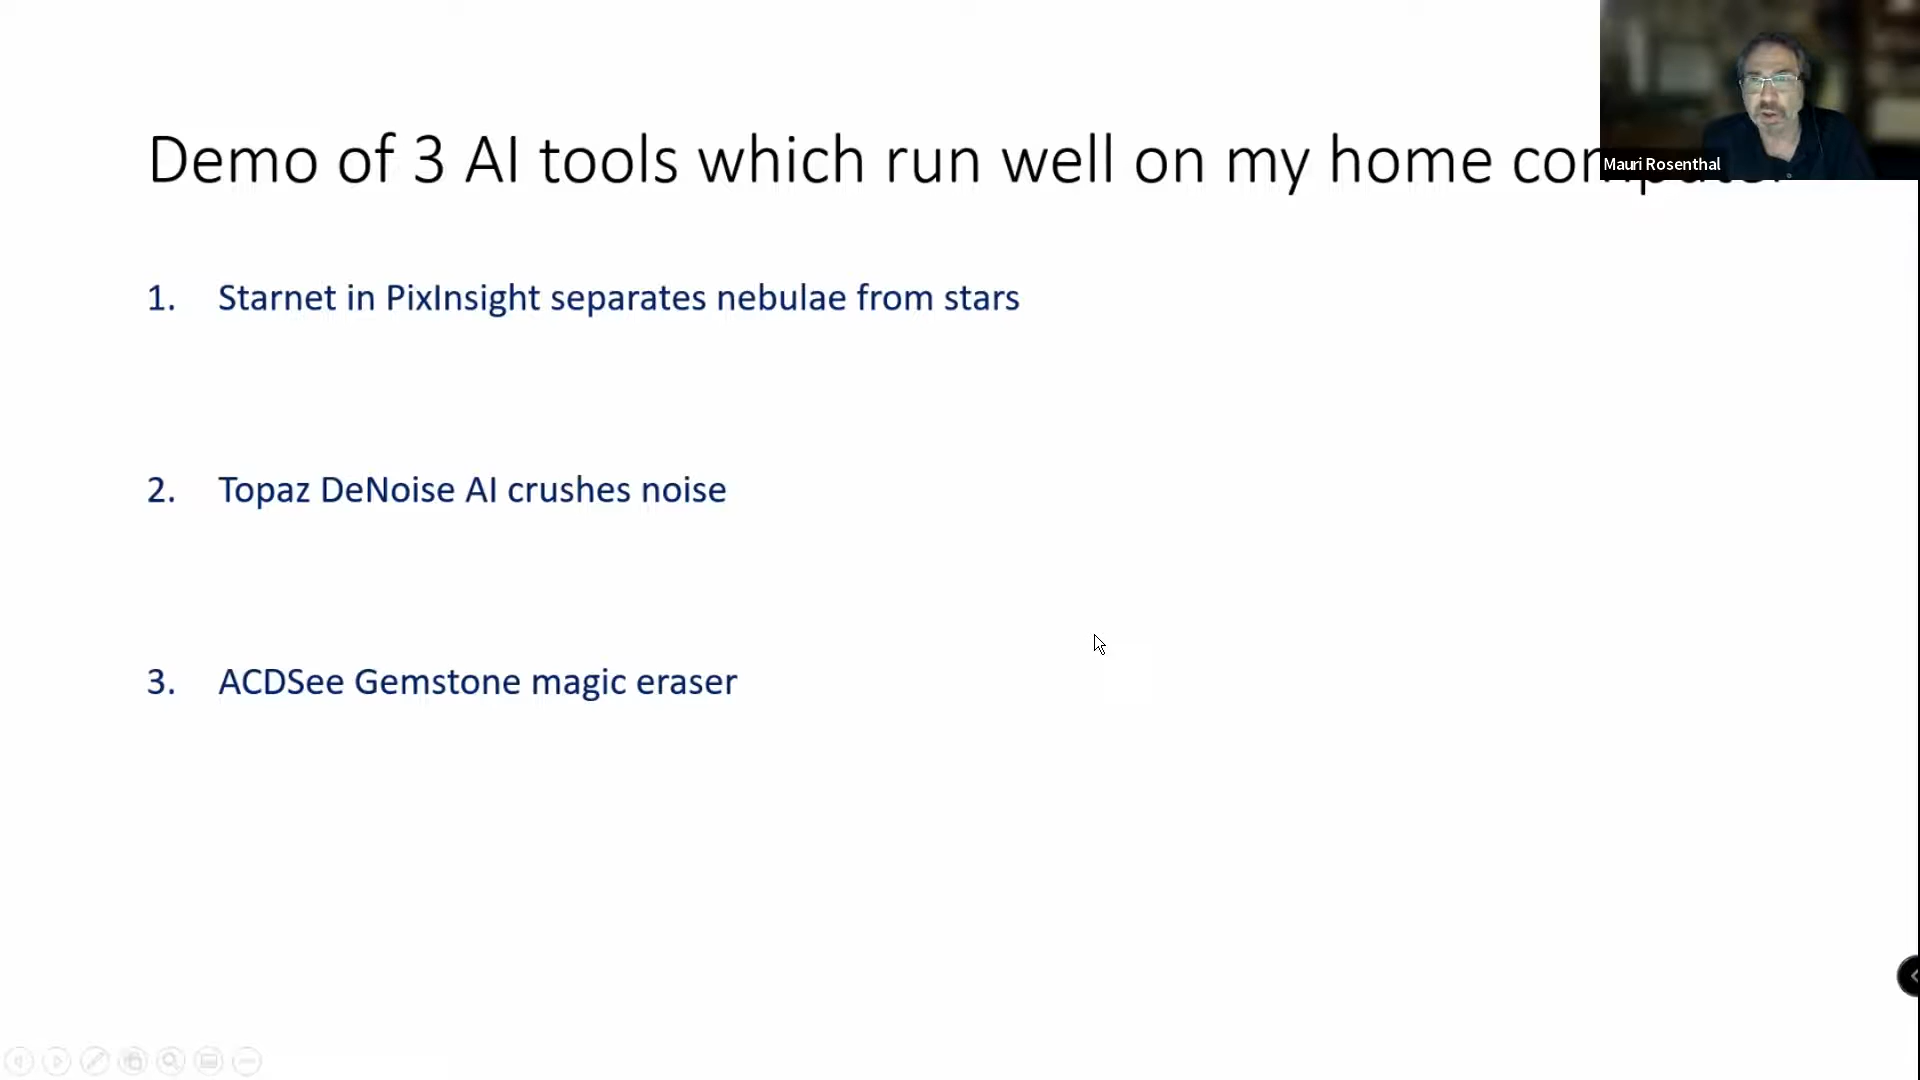 Demo of 3 AI tools which run well on my home
Mauri Rosenthal
1. Starnet in PixInsight separates nebulae from stars
2. Topaz DeNoise AI crushes noise
3. ACDSee Gemstone magic eraser